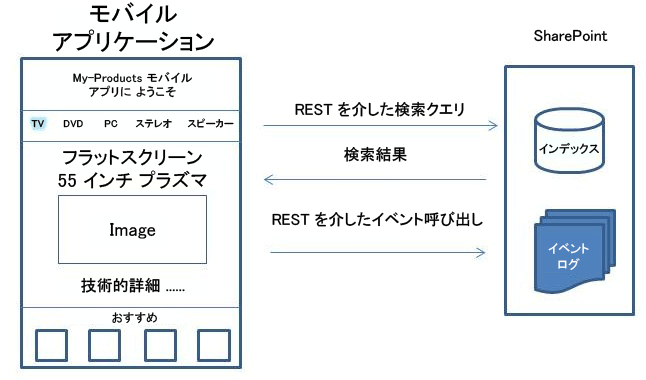 モバイル
アプリケーション
SharePoint
My-Products モバイル
アプリに ようこそ
TV DVD PC ステレオ スピーカー
フラットスクリーン
55 インチ プラズマ
Image
技術的詳細 ......
おすすめ
REST を介した検索クエリ
検索結果
REST を介したイベント呼び出し
インデックス
イベント
ログ